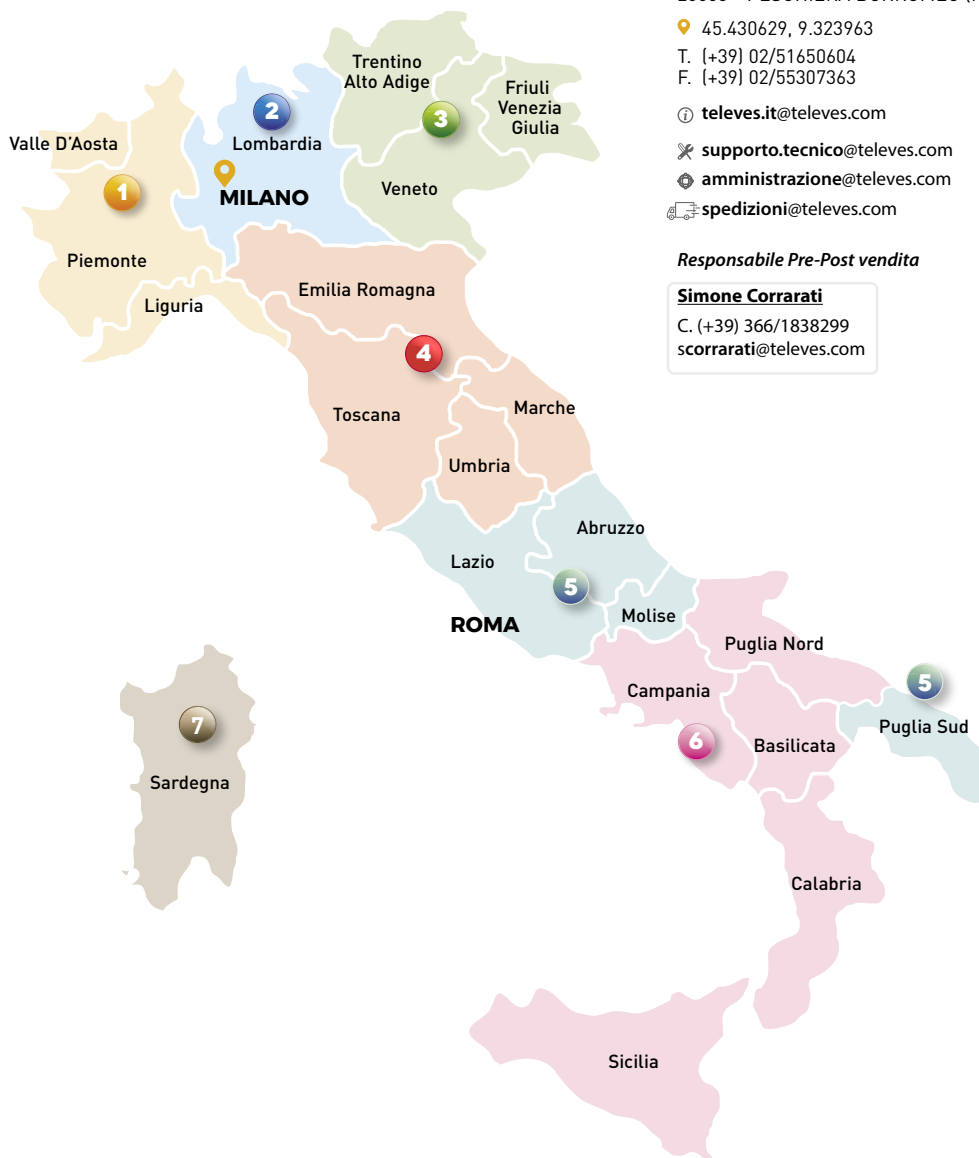 45.430629, 9.323963
T. (+39) 02/51650604
F. (+39) 02/55307363
televes.it@televes.com
supporto.tecnico@televes.com
amministrazione@televes.com
spedizioni@televes.com
Responsabile Pre-Post vendita
Simone Corrarati
C. (+39) 366/1838299
scorrarati@televes.com
Trentino
Alto Adige
Friuli
Venezia
Giulia
2
3
Valle D'Aosta
Lombardia
1
Veneto
MILANO
Piemonte
Emilia Romagna
Liguria
4
Toscana
Marche
Umbria
Abruzzo
Lazio
5
Molise
ROMA
Puglia Nord
Campania
5
Puglia Sud
7
6
Basilicata
Sardegna
Calabria
Sicilia